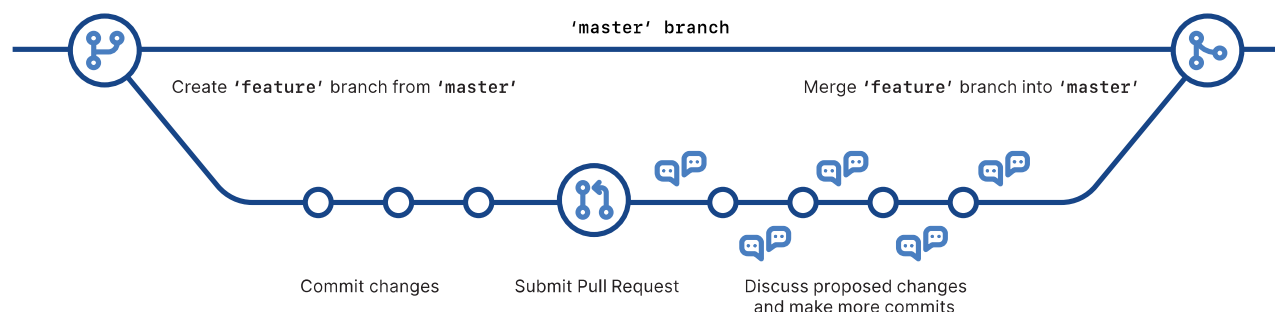 ‘master’ branch
Create ‘feature’ branch from ‘master’
Merge ‘feature’ branch into ‘master’
Commit changes
Submit Pull Request
Discuss proposed changes
and make more commits